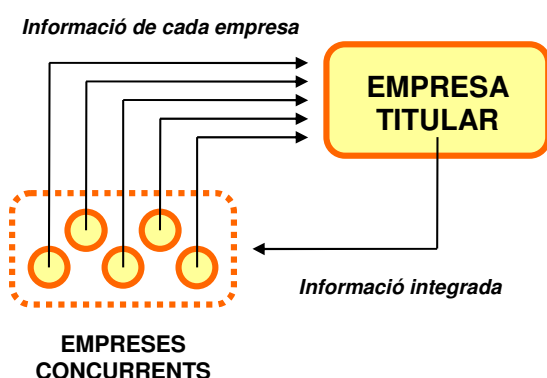 Informació de cada empresa
EMPRESA
TITULAR
Informació integrada
EMPRESES
CONCURRENTS